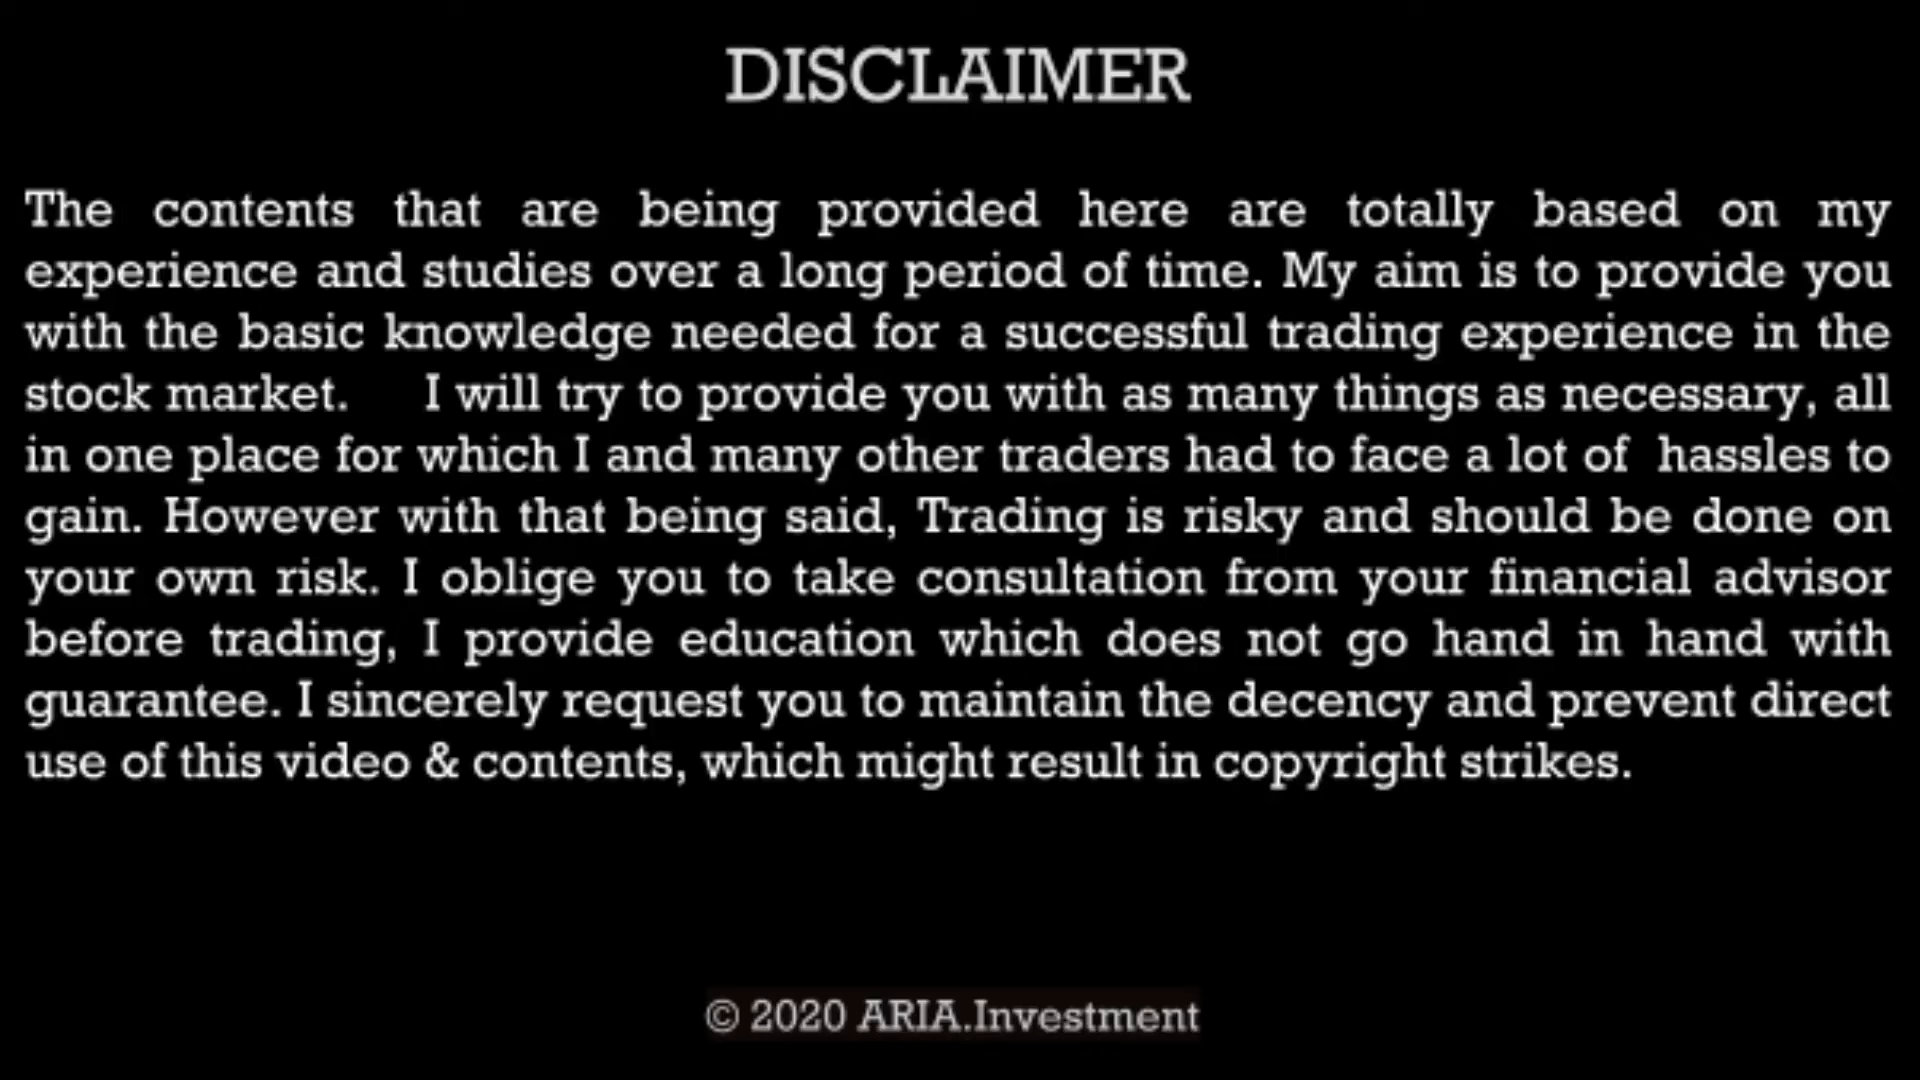 DISCLAIMER
The contents that are being provided here are totally based on my
experience and studies over a long period of time. My aim is to provide you
with the basic knowledge needed for a successful trading experience in the
stock market. I will try to provide you with as many things as necessary, all
in one place for which I and many other traders had to face a lot of hassles to
gain. However with that being said, Trading is risky and should be done on
your own risk. I oblige you to take consultation from your financial advisor
before trading, I provide education which does not go hand in hand with
guarantee. I sincerely request you to maintain the decency and prevent direct
use of this video & contents, which might result in copyright strikes.
© 2020 ARIA.Investment